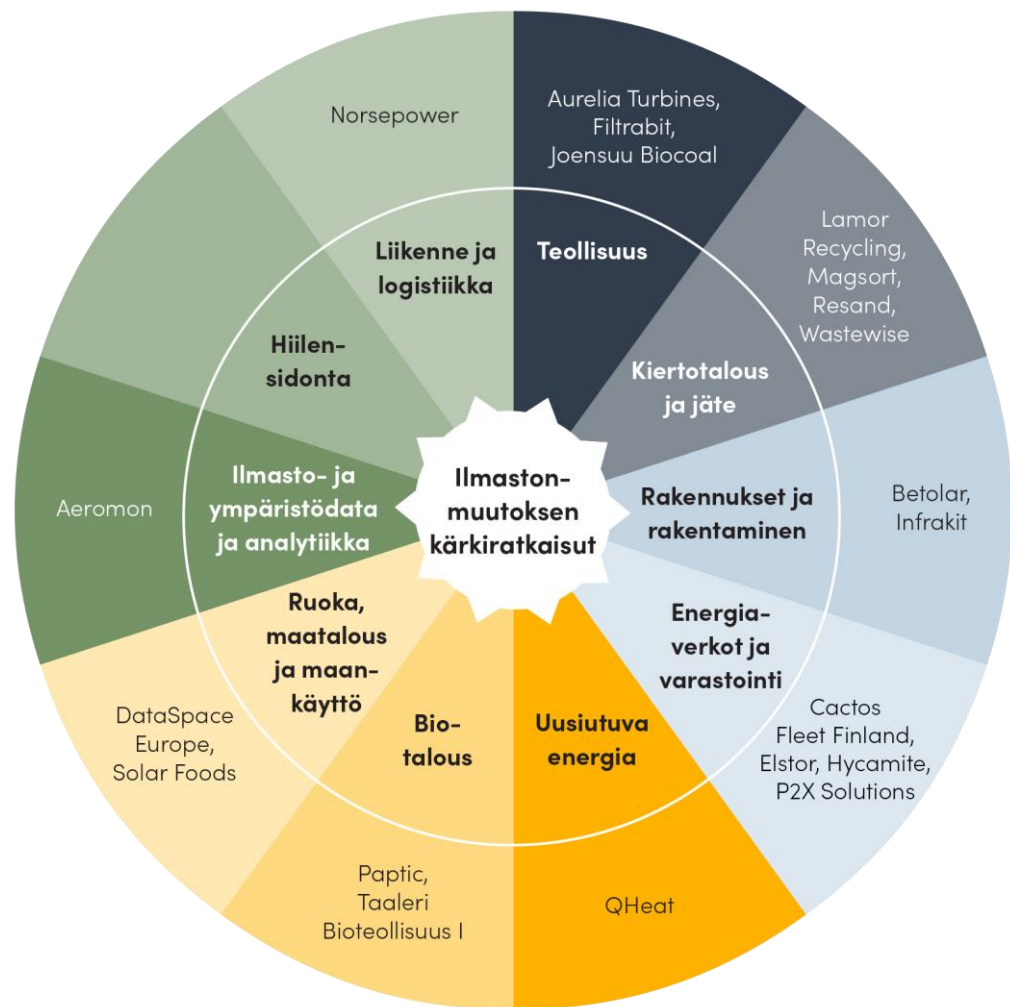 Norsepower
Aurelia Turbines,
Filtrabit,
Joensuu Biocoal
Liikenne ja
logistiikka
Teollisuus
Lamor
Recycling,
Magsort,
Resand,
Wastewise
Hiilen-
sidonta
Kiertotalous
ja jäte
Aeromon
Ilmasto- ja
ympäristödata
ja analytiikka
Ilmaston-
muutoksen
kärkiratkaisut
Rakennukset ja
rakentaminen
Betolar,
Infrakit
Ruoka,
maatalous
ja maan-
käyttö
Energia-
verkot ja
varastointi
DataSpace
Europe,
Solar Foods
Bio-
talous
Uusiutuva
energia
Cactos
Fleet Finland,
Elstor, Hycamite,
P2X Solutions
Paptic,
Taaleri
Bioteollisuus I
QHeat